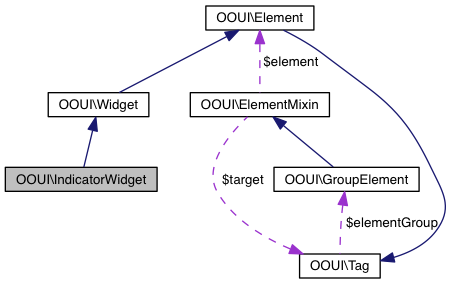 OOUI\Element
$element
OOUI\Widget
OOUI\ElementMixin
OOUI\IndicatorWidget
$target
OOUI\GroupElement
$elementGroup
OOUI\Tag